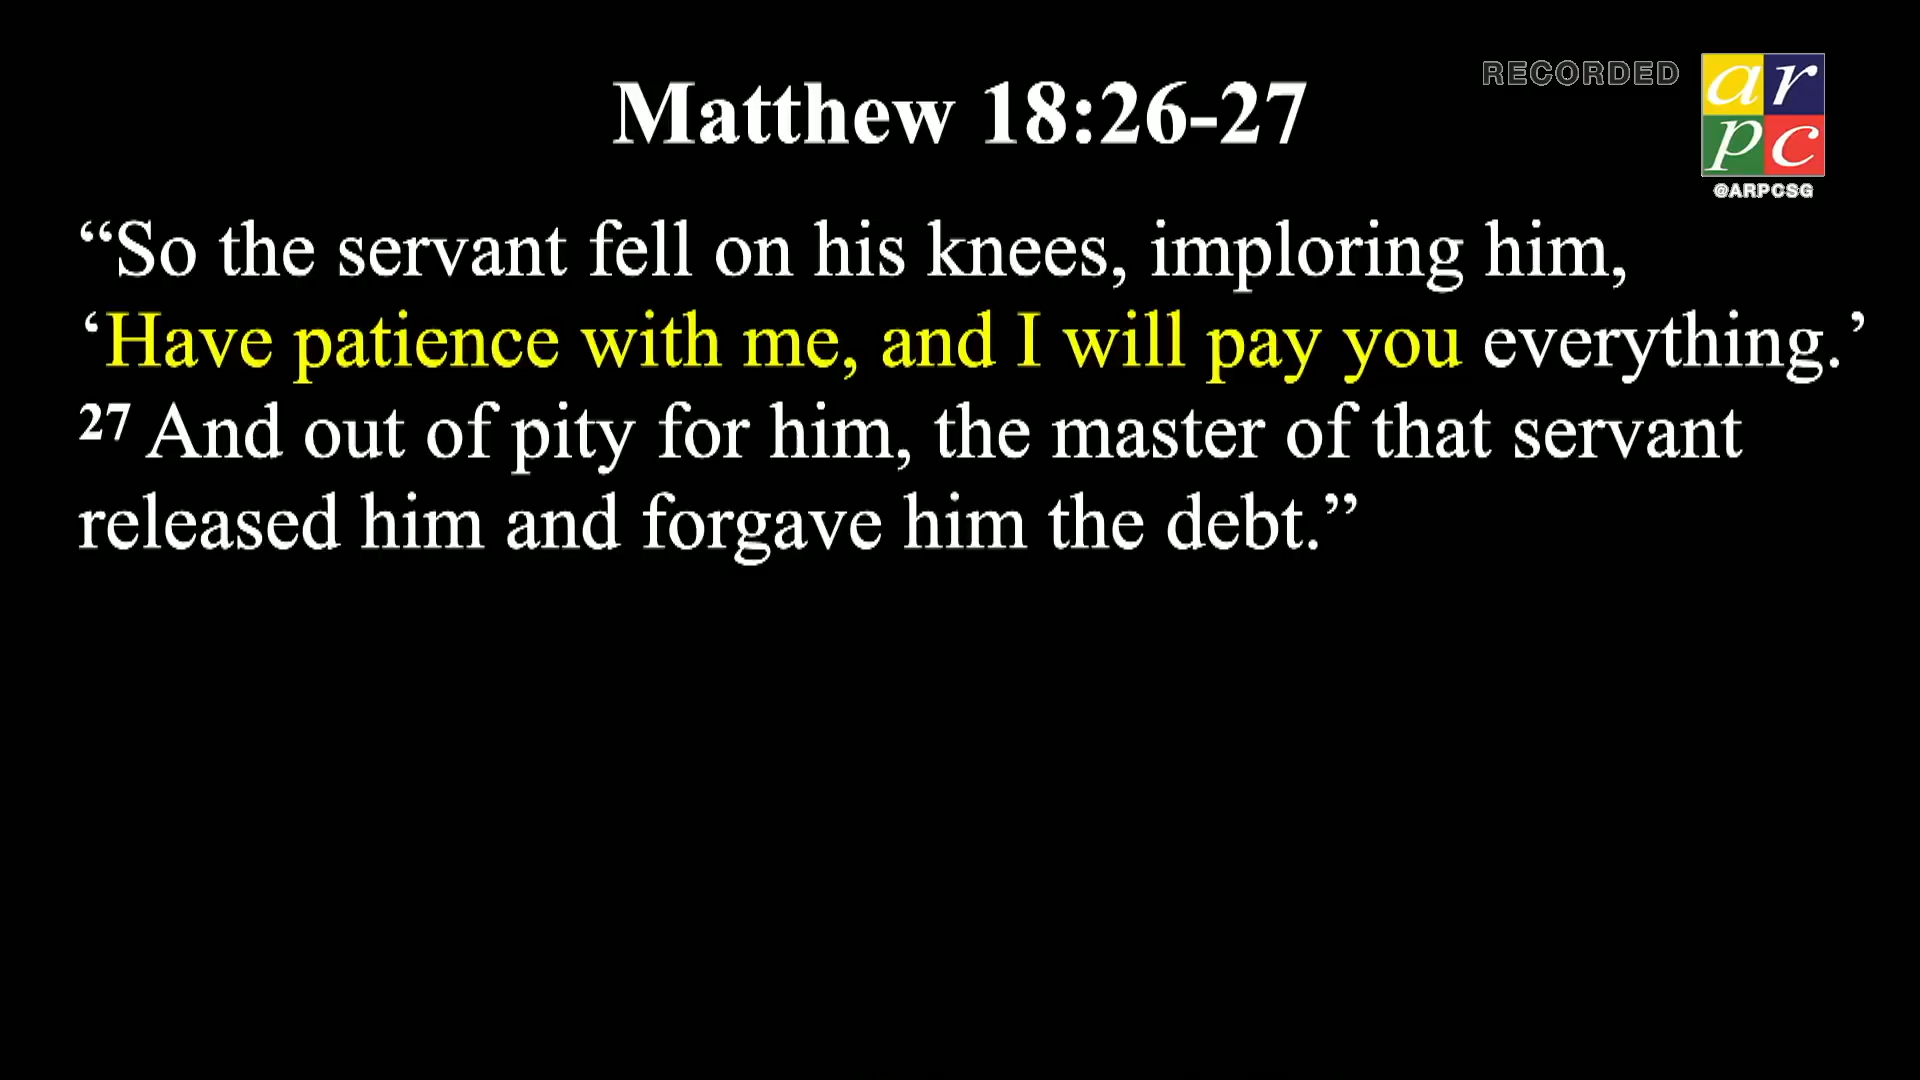 Matthew 18:26-27
RECORDED
ar
pc
@ARPCSG
“So the servant fell on his knees, imploring him,
‘Have patience with me, and I will pay you everything.’
27 And out of pity for him, the master of that servant
released him and forgave him the debt.”